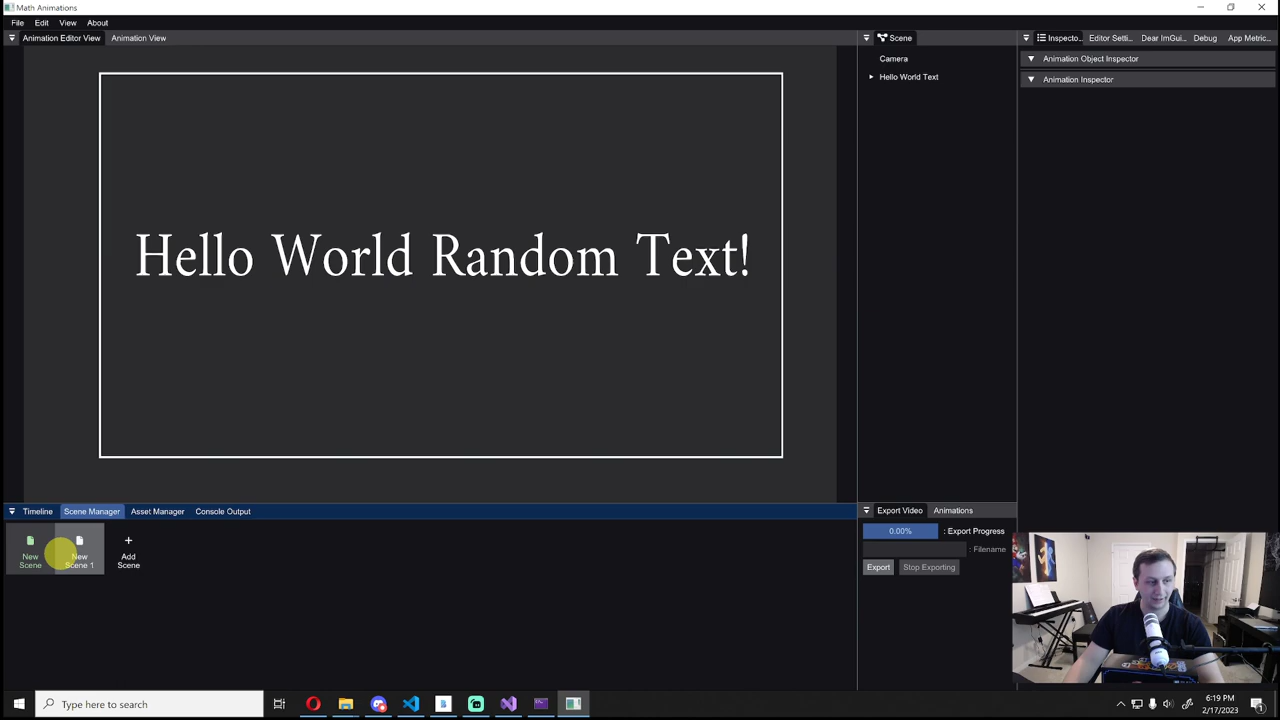 Math Animations
File Edit View About
Animation Editor View Animation View
Scene
Inspecto... Editor Setti... Dear ImGui... Debug App Metric...
Camera
Hello World Text
Animation Object Inspector
Animation Inspector
Hello World Random Text!
Timeline Scene Manager Asset Manager Console Output
New
Scene
New
Scene 1
Add
Scene
Export Video Animations
0.00% : Export Progress
: Filename
Export Stop Exporting
Type here to search
6:19 PM
2/17/2023
1